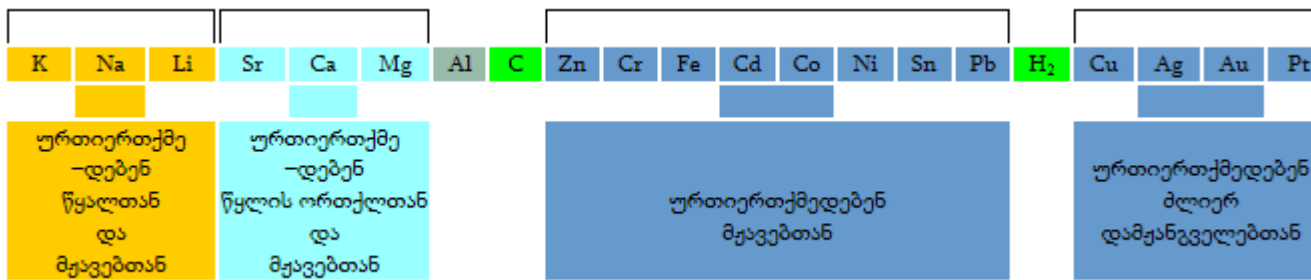 K Na Li Sr Ca Mg Al C Zn Cr Fe Cd Co Ni Sn Pb H₂ Cu Ag Au Pt
ურთიერთქმე
–დებენ
წყალთან
და
მჟავებთან
ურთიერთქმე
–დებენ
წყლის ორთქლთან
და
მჟავებთან
ურთიერთქმედებენ
მჟავებთან
ურთიერთქმედებენ
ძლიერ
დამჟანგველებთან